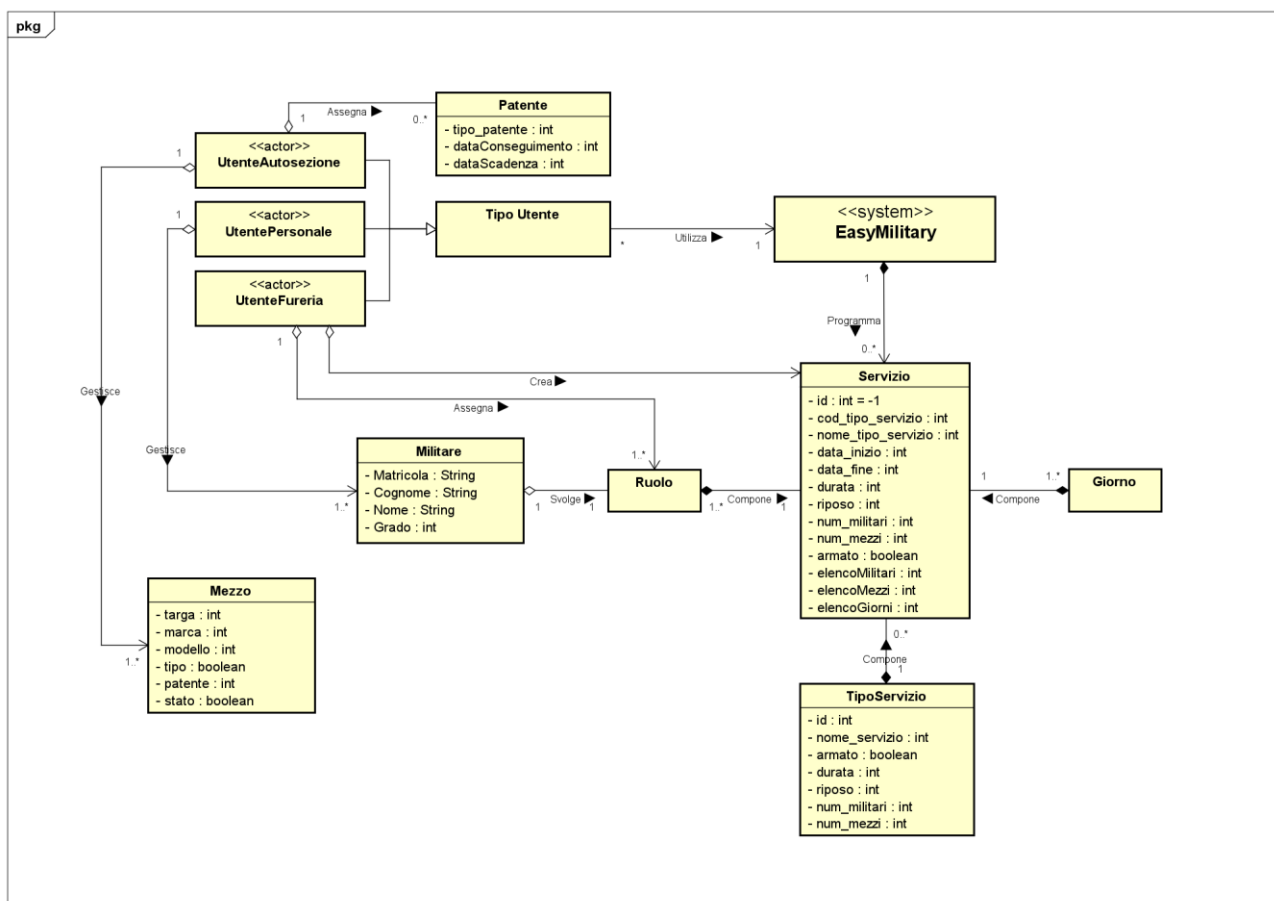 pkg
Assegna
1
0..*
Patente
- tipo_patente : int
- dataConseguimento : int
- dataScadenza : int
<<actor>>
UtenteAutosezione
1
<<actor>>
UtentePersonale
1
Tipo Utente
*
Utilizza
1
<<system>>
EasyMilitary
<<actor>>
UtenteFureria
1
1
Programma
0..*
Crea
Assegna
1..*
Gestisce
Gestisce
Servizio
- id : int = -1
- cod_tipo_servizio : int
- nome_tipo_servizio : int
- data_inizio : int
- data_fine : int
- durata : int
- riposo : int
- num_militari : int
- num_mezzi : int
- armato : boolean
- elencoMilitari : int
- elencoMezzi : int
- elencoGiorni : int
Militare
- Matricola : String
- Cognome : String
- Nome : String
- Grado : int
1..*
1
Svolge
1
Ruolo
1..*
Compone
1
1
Compone
1..*
Giorno
Mezzo
- targa : int
- marca : int
- modello : int
- tipo : boolean
- patente : int
- stato : boolean
1..*
0..*
Compone
1
TipoServizio
- id : int
- nome_servizio : int
- armato : boolean
- durata : int
- riposo : int
- num_militari : int
- num_mezzi : int